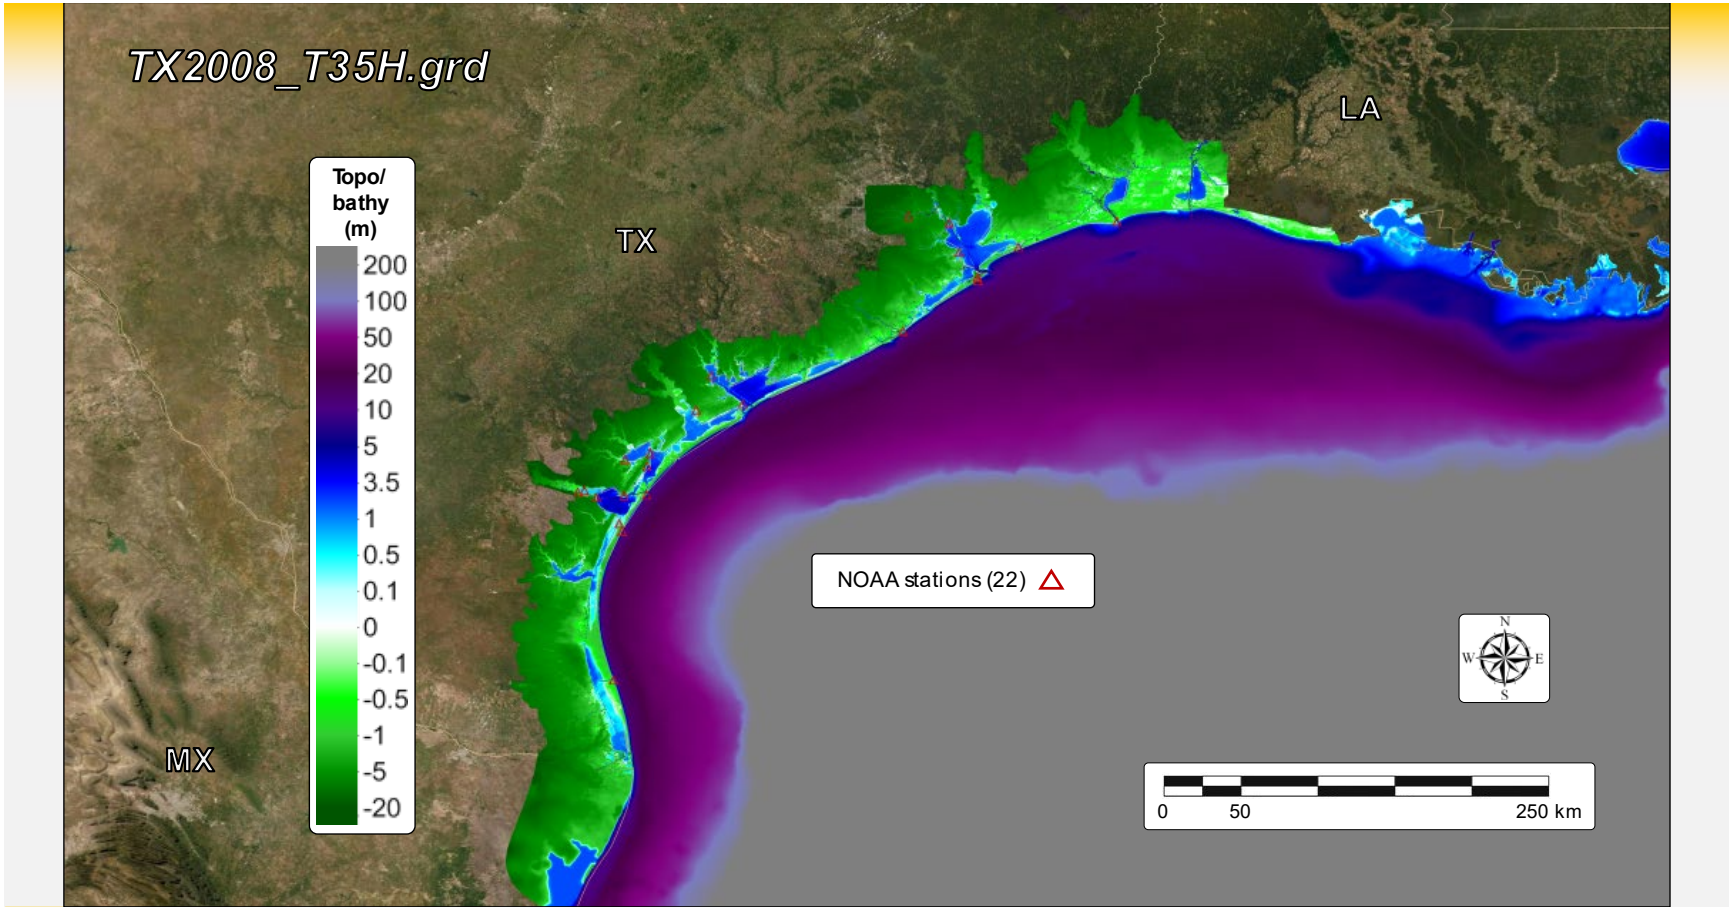 TX2008_T35H.grd
LA
TX
MX
Topo/
bathy
(m)
200
100
50
20
10
5
3.5
1
0.5
0.1
0
-0.1
-0.5
-1
-5
-20
NOAA stations (22)
N
W E
S
0 50 250 km